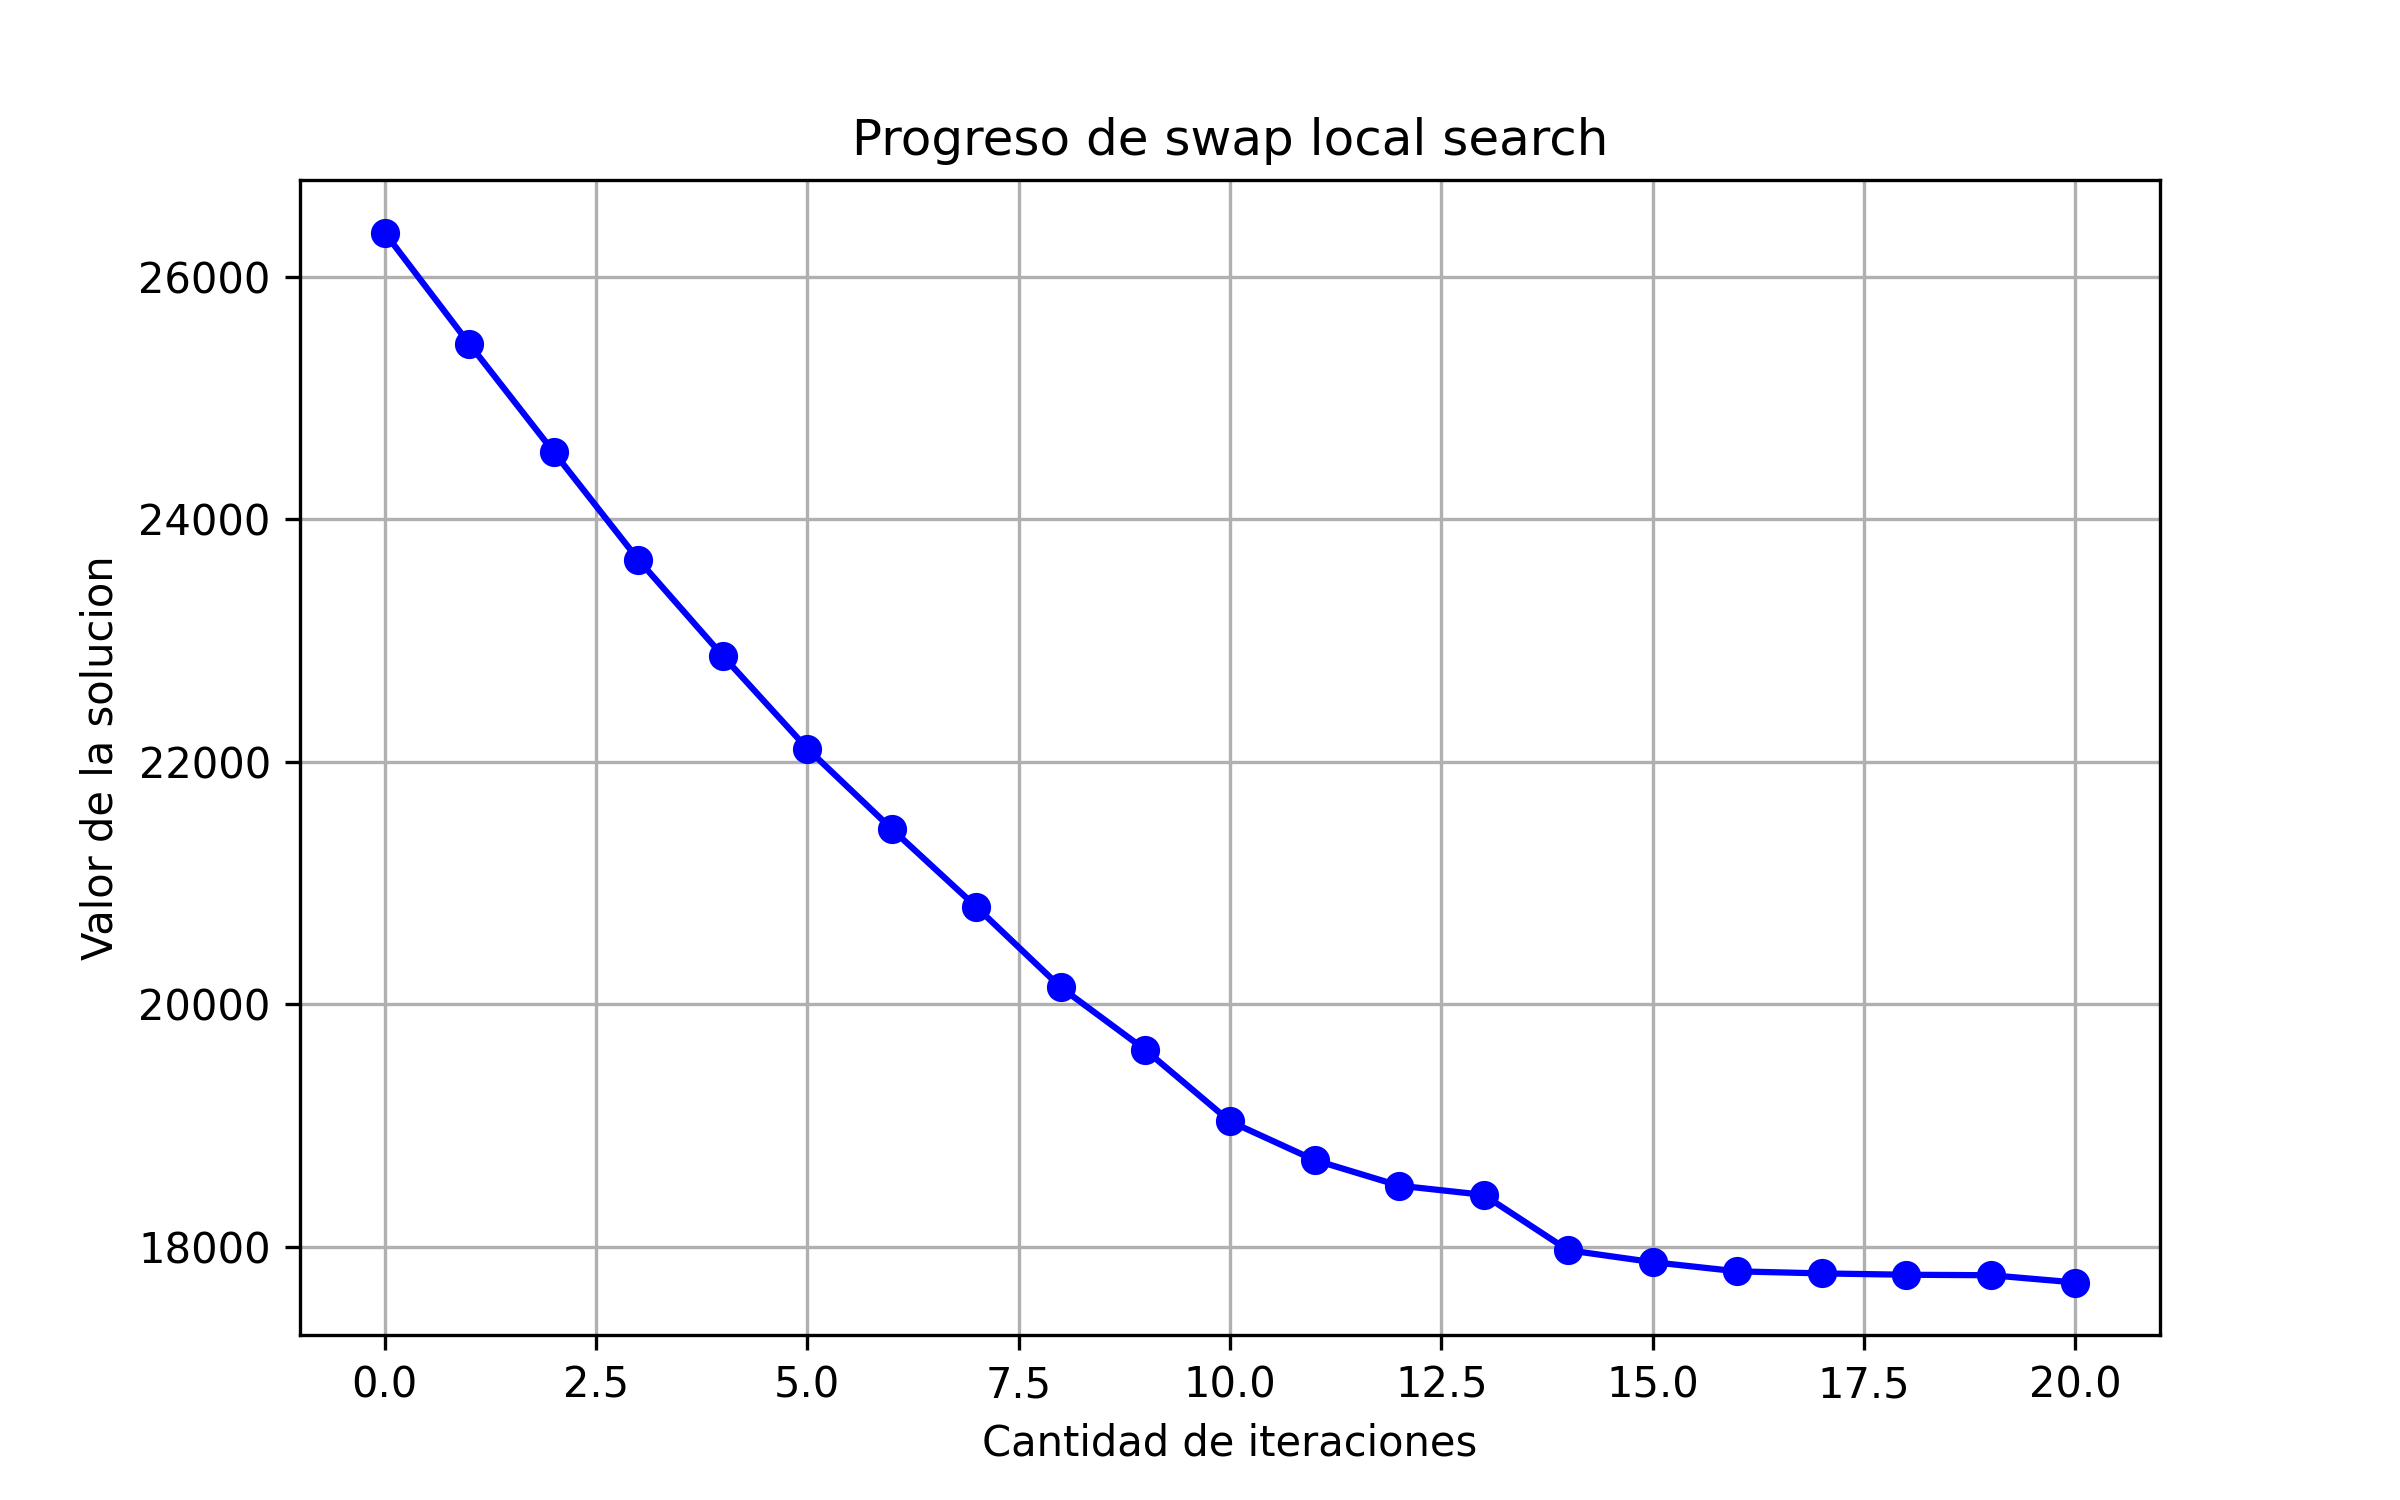 Progreso de swap local search
Valor de la solucion
26000
24000
22000
20000
18000
0.0 2.5 5.0 7.5 10.0 12.5 15.0 17.5 20.0
Cantidad de iteraciones